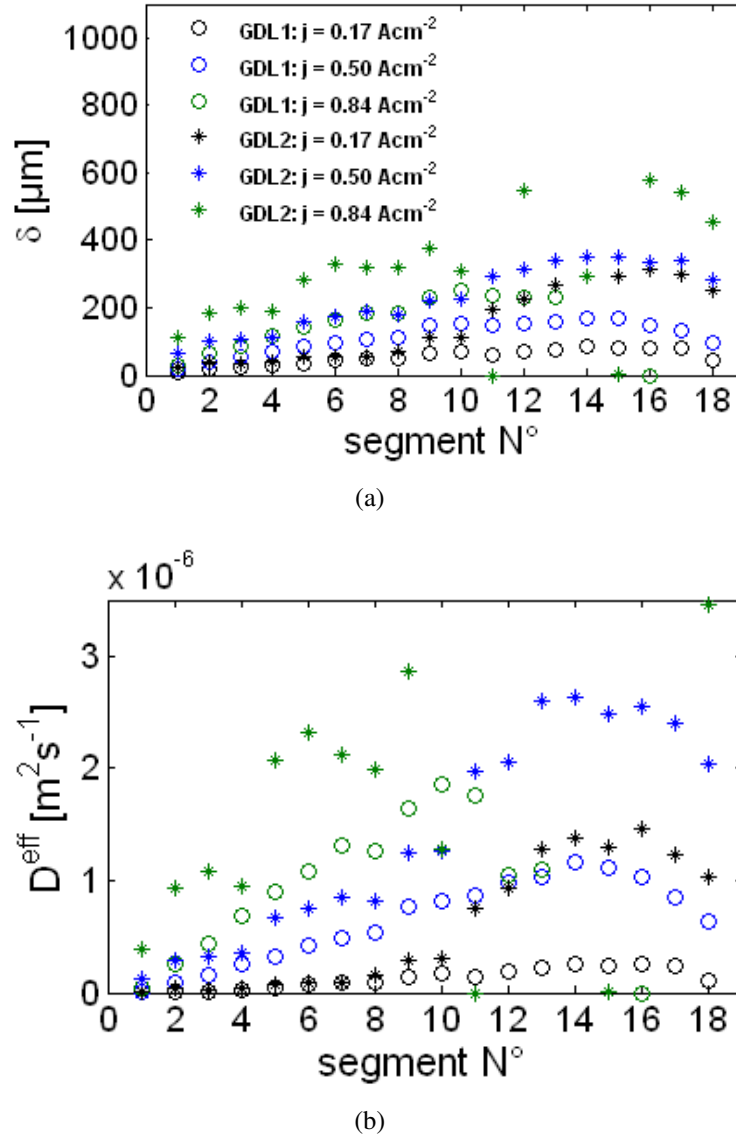 1000
800
600
400
200
0
δ [µm]
GDL1: j = 0.17 Acm-2
GDL1: j = 0.50 Acm-2
GDL1: j = 0.84 Acm-2
GDL2: j = 0.17 Acm-2
GDL2: j = 0.50 Acm-2
GDL2: j = 0.84 Acm-2
0 2 4 6 8 10 12 14 16 18
segment N°
(a)
x 10-6
3
2
1
0
Deff [m2s-1]
0 2 4 6 8 10 12 14 16 18
segment N°
(b)